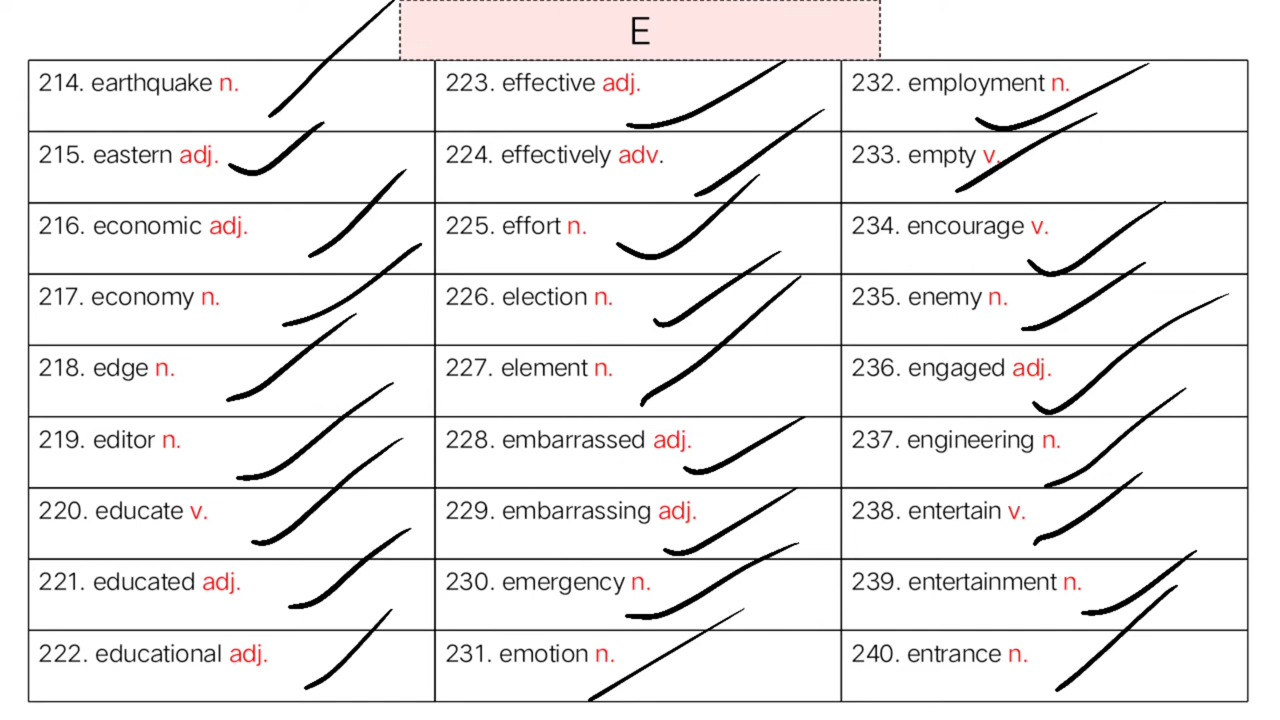 E
214. earthquake n.
215. eastern adj.
216. economic adj.
217. economy n.
218. edge n.
219. editor n.
220. educate v.
221. educated adj.
222. educational adj.
223. effective adj.
224. effectively adv.
225. effort n.
226. election n.
227. element n.
228. embarrassed adj.
229. embarrassing adj.
230. emergency n.
231. emotion n.
232. employment n.
233. empty v.
234. encourage v.
235. enemy n.
236. engaged adj.
237. engineering n.
238. entertain v.
239. entertainment n.
240. entrance n.